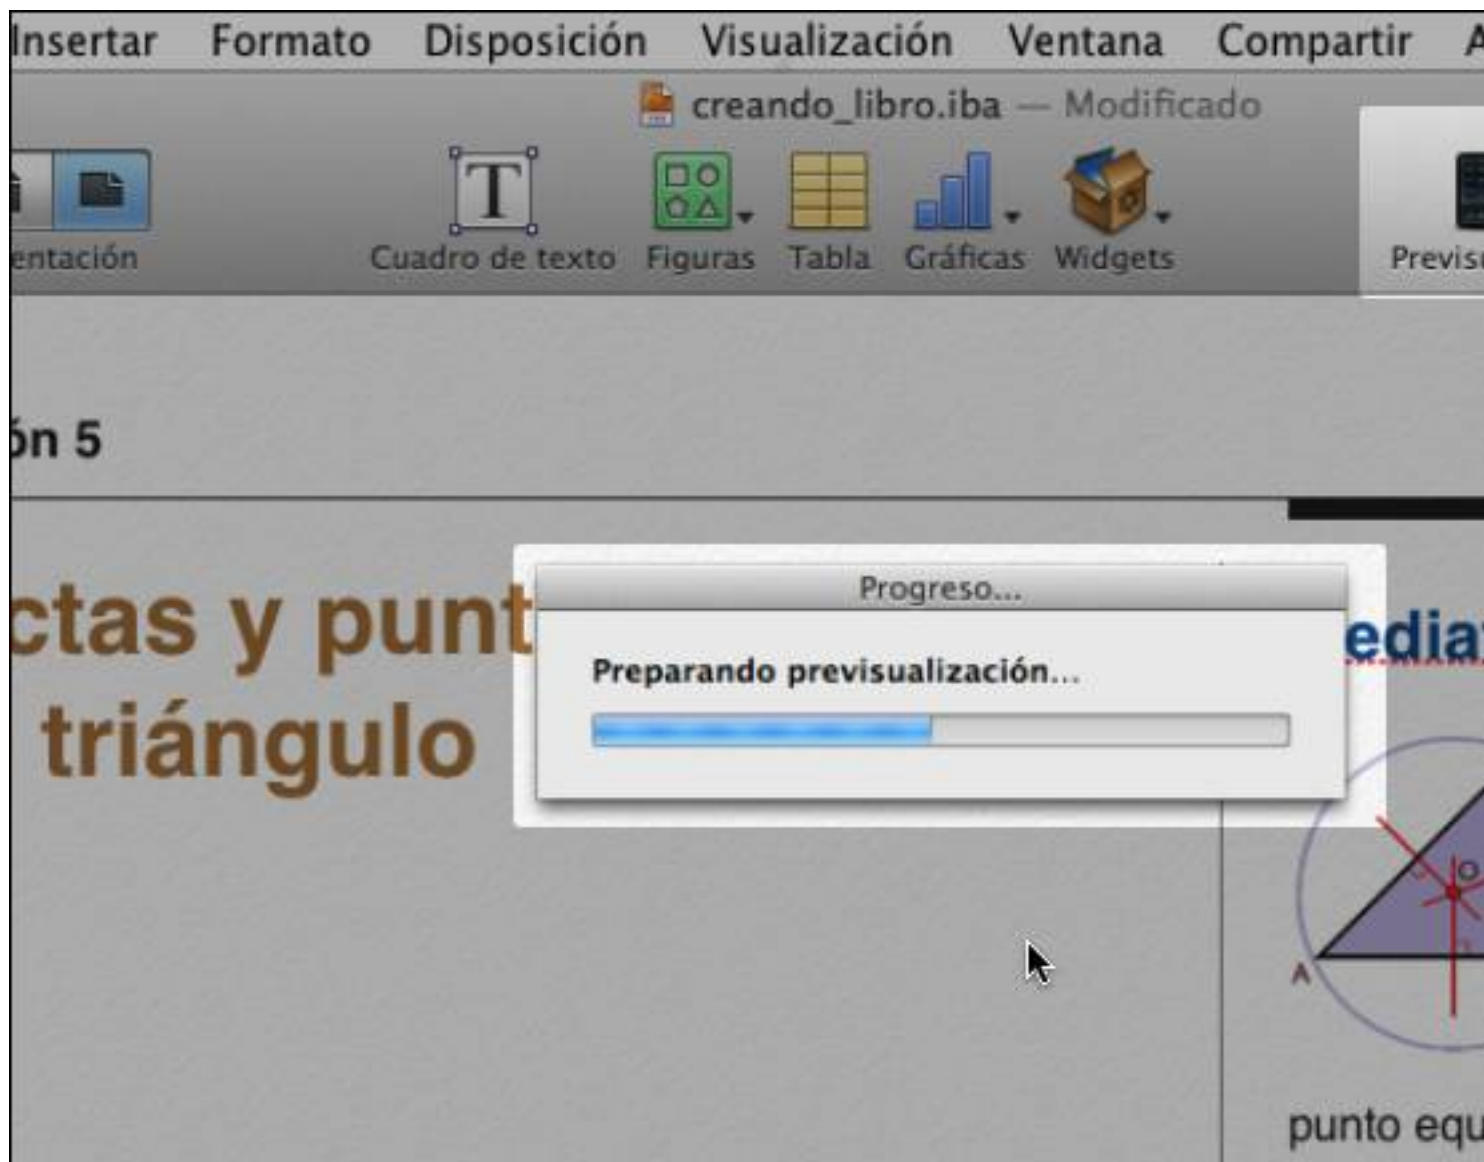 Insertar Formato Disposición Visualización Ventana Compartir
creando_libro.iba — Modificado
T
entación Cuadro de texto Figuras Tabla Gráficas Widgets Previs
ón 5
ctas y punt
triángulo
Progreso...
Preparando previsualización...
edia
O
A
punto equ